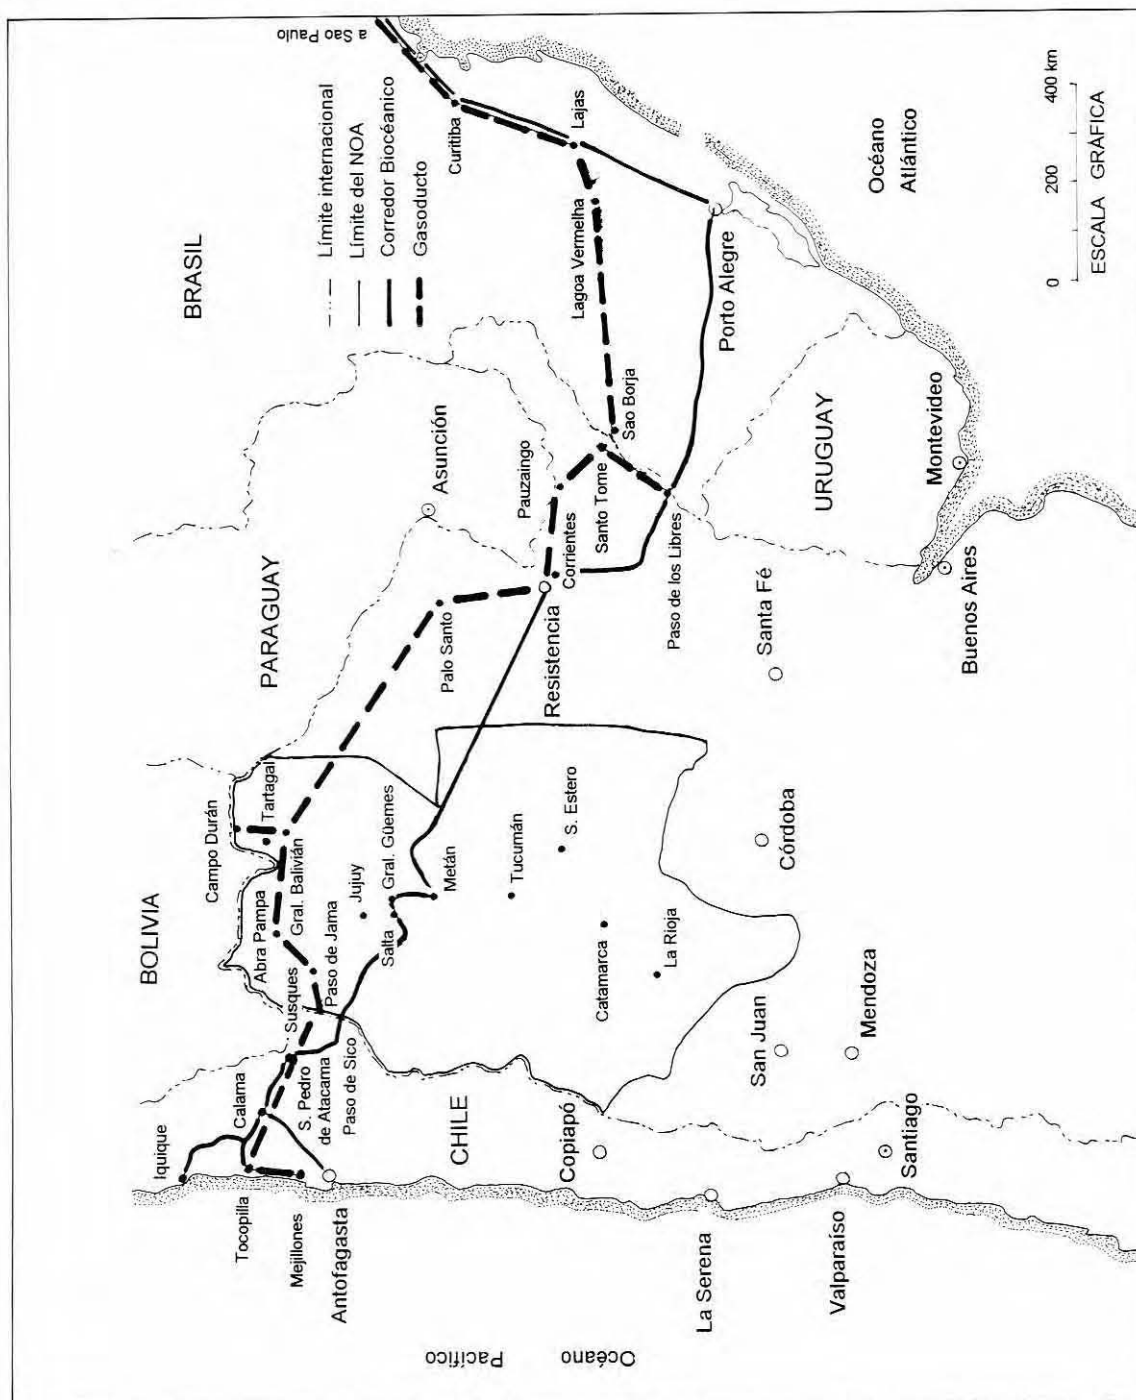 BOLIVIA
PARAGUAY
BRASIL
a Sao Paulo
Límite internacional
Límite del NOA
Corredor Biocéanico
Gasoducto
Iquique
Tocopilla
Mejillones
Antofagasta
Calama
S. Pedro
de Atacama
Paso de Sico
Susques
Paso de Jama
Abra Pampa
Gral. Balivián
Campo Durán
Tartagal
Jujuy
Salta
Gral. Güemes
Metán
Tucumán
S. Estero
Catamarca
La Rioja
CHILE
Copiapó
La Serena
Valparaíso
Santiago
San Juan
Mendoza
Córdoba
Santa Fé
Asunción
Palo Santo
Resistencia
Corrientes
Pauzaingo
Santo Tome
Sao Borja
Paso de los Libres
Lagoa Vermelha
Lajas
Curitiba
Porto Alegre
URUGUAY
Montevideo
Buenos Aires
Océano
Pacífico
Océano
Atlántico
0 200 400 km
ESCALA GRÁFICA